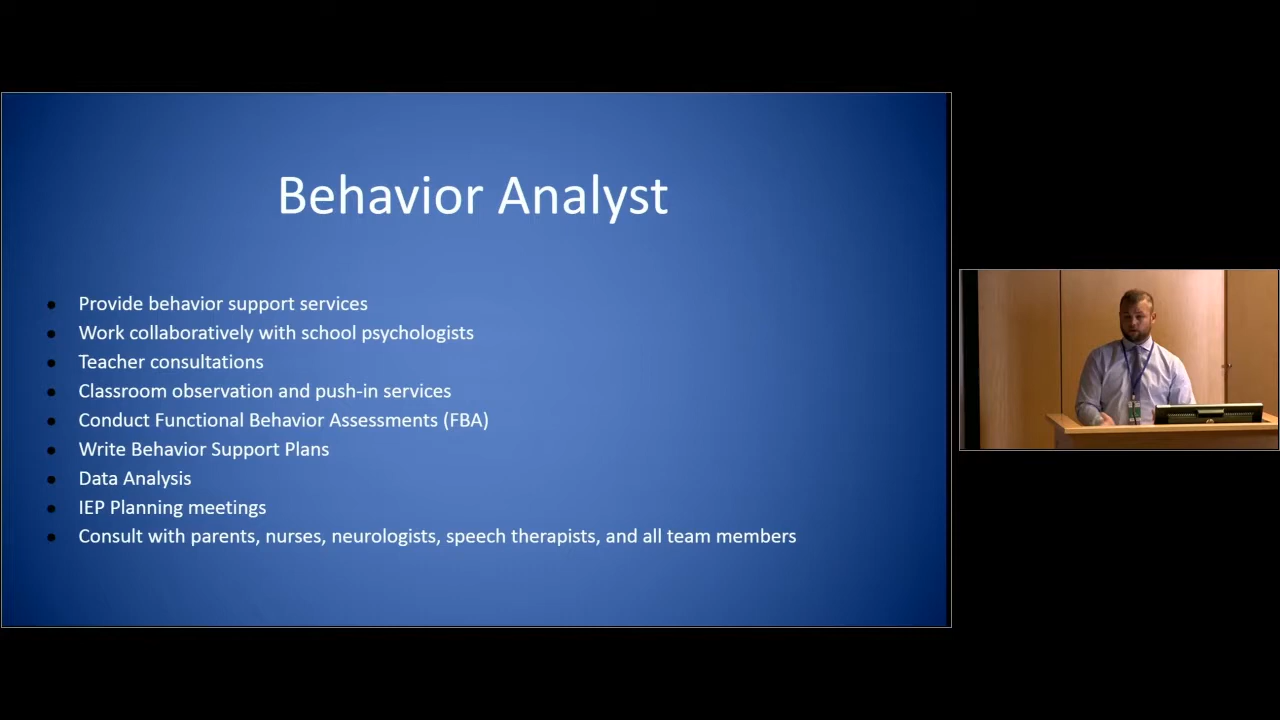 Behavior Analyst
Provide behavior support services
Work collaboratively with school psychologists
Teacher consultations
Classroom observation and push-in services
Conduct Functional Behavior Assessments (FBA)
Write Behavior Support Plans
Data Analysis
IEP Planning meetings
Consult with parents, nurses, neurologists, speech therapists, and all team members